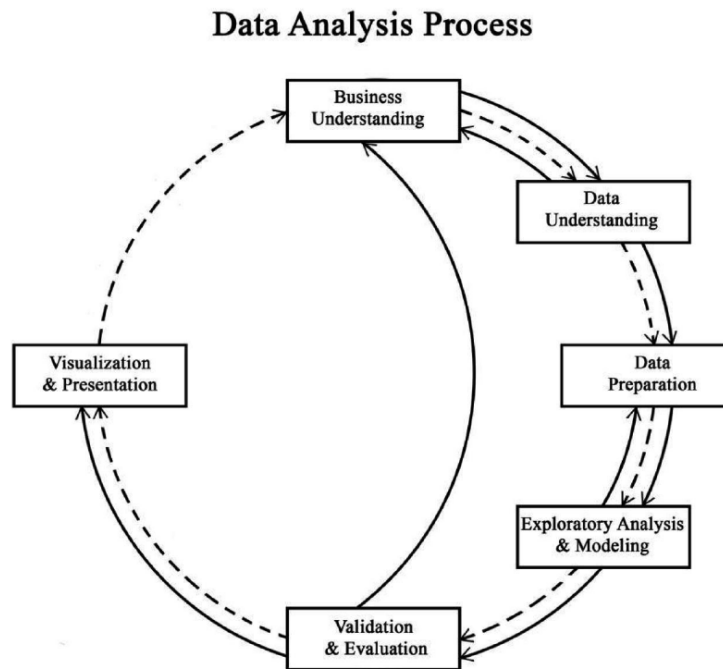 Data Analysis Process
Business
Understanding
Data
Understanding
Data
Preparation
Exploratory Analysis
& Modeling
Validation
& Evaluation
Visualization
& Presentation